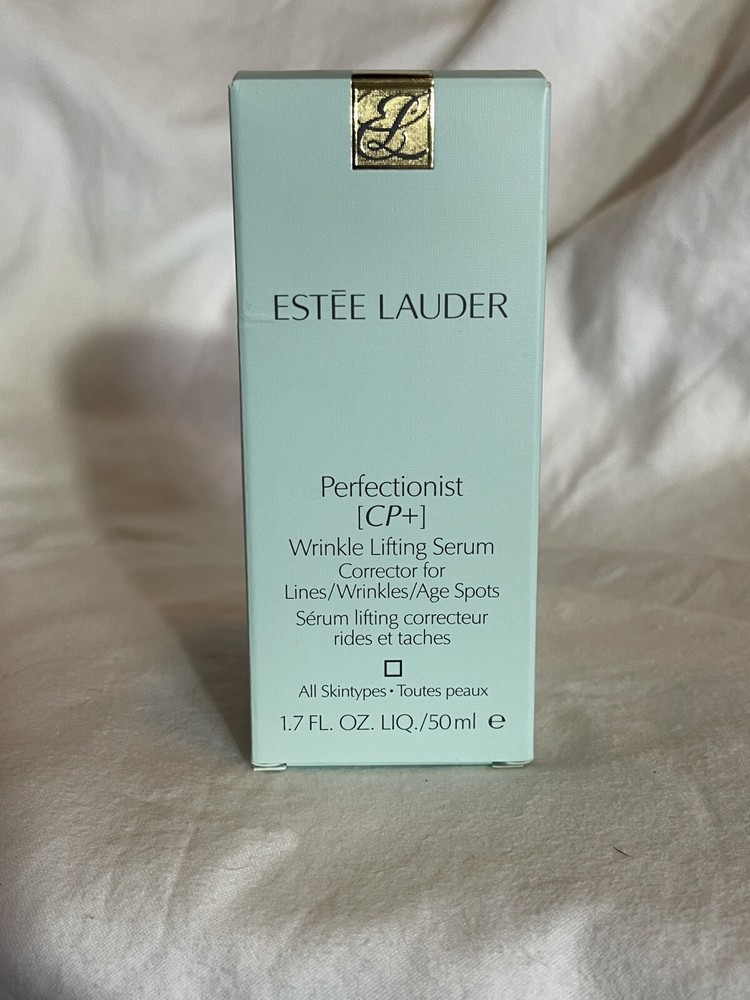 EL
ESTĒE LAUDER
Perfectionist
[CP+]
Wrinkle Lifting Serum
Corrector for
Lines/Wrinkles/Age Spots
Sérum lifting correcteur
rides et taches
All Skintypes • Toutes peaux
1.7 FL. OZ. LIQ./50 ml e